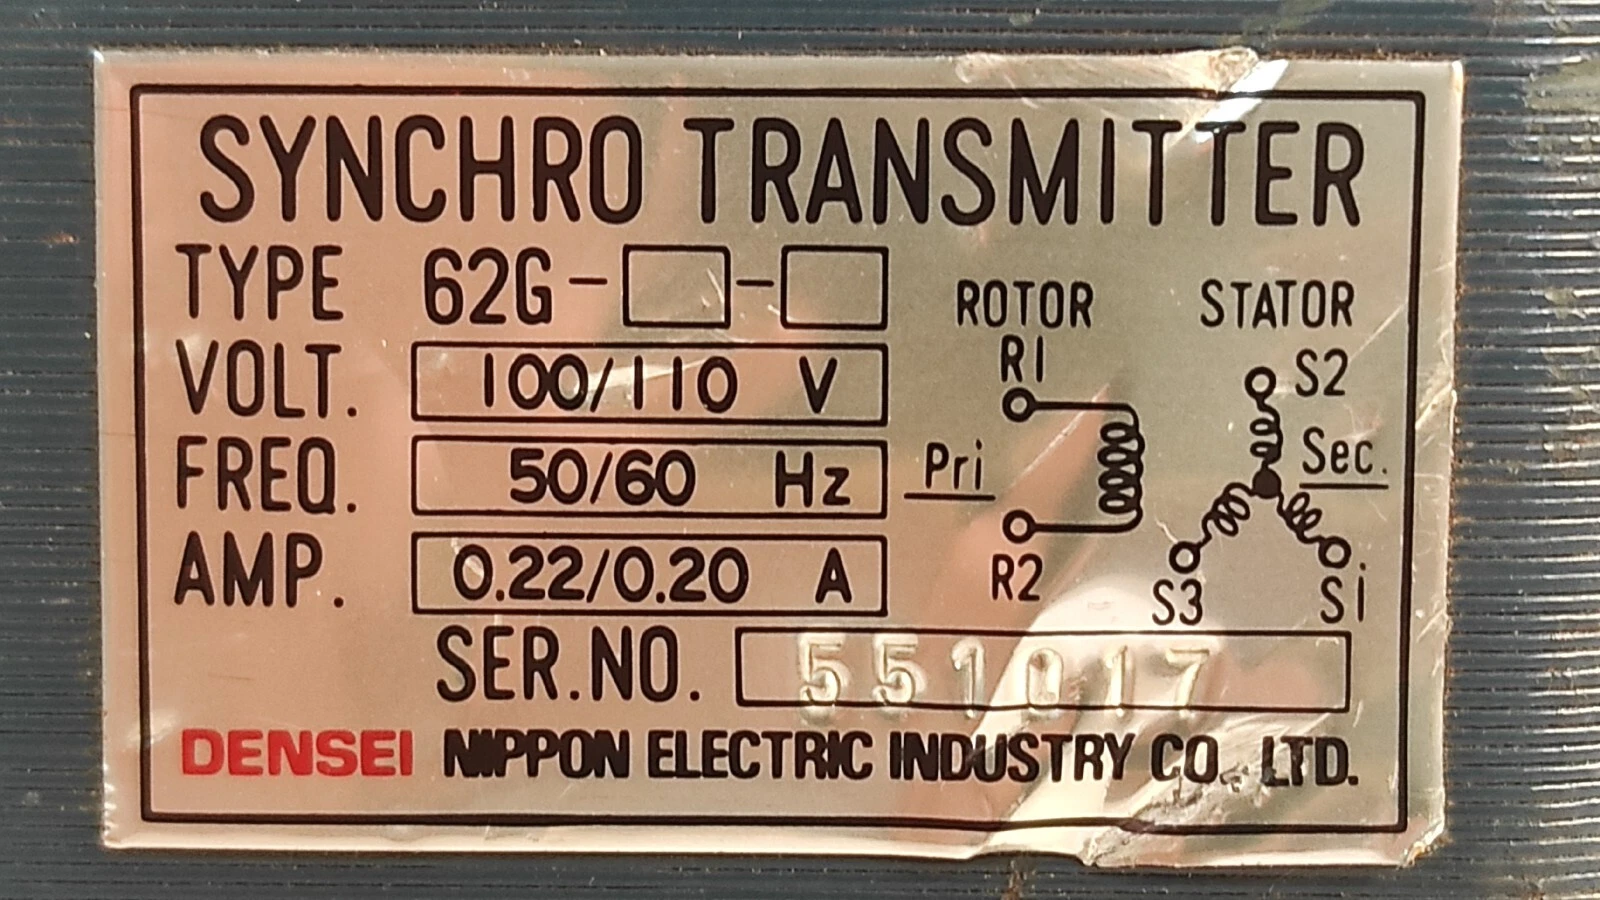 SYNCHRO TRANSMITTER
TYPE 62G-□-□
VOLT. 100/110 V
FREQ. 50/60 Hz
AMP. 0.22/0.20 A
ROTOR STATOR
R1
S2
Pri
Sec.
R2
S3
S1
SER.NO. 551017
DENSEI NIPPON ELECTRIC INDUSTRY CO. LTD.